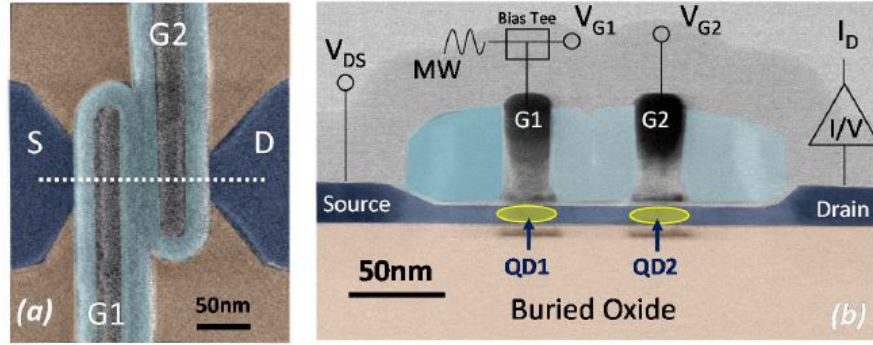 G2
S
D
G1
50nm
(a)
Bias Tee
V_G1
V_G2
V_DS
MW
I_D
I/V
G1
G2
Source
Drain
QD1
QD2
50nm
Buried Oxide
(b)